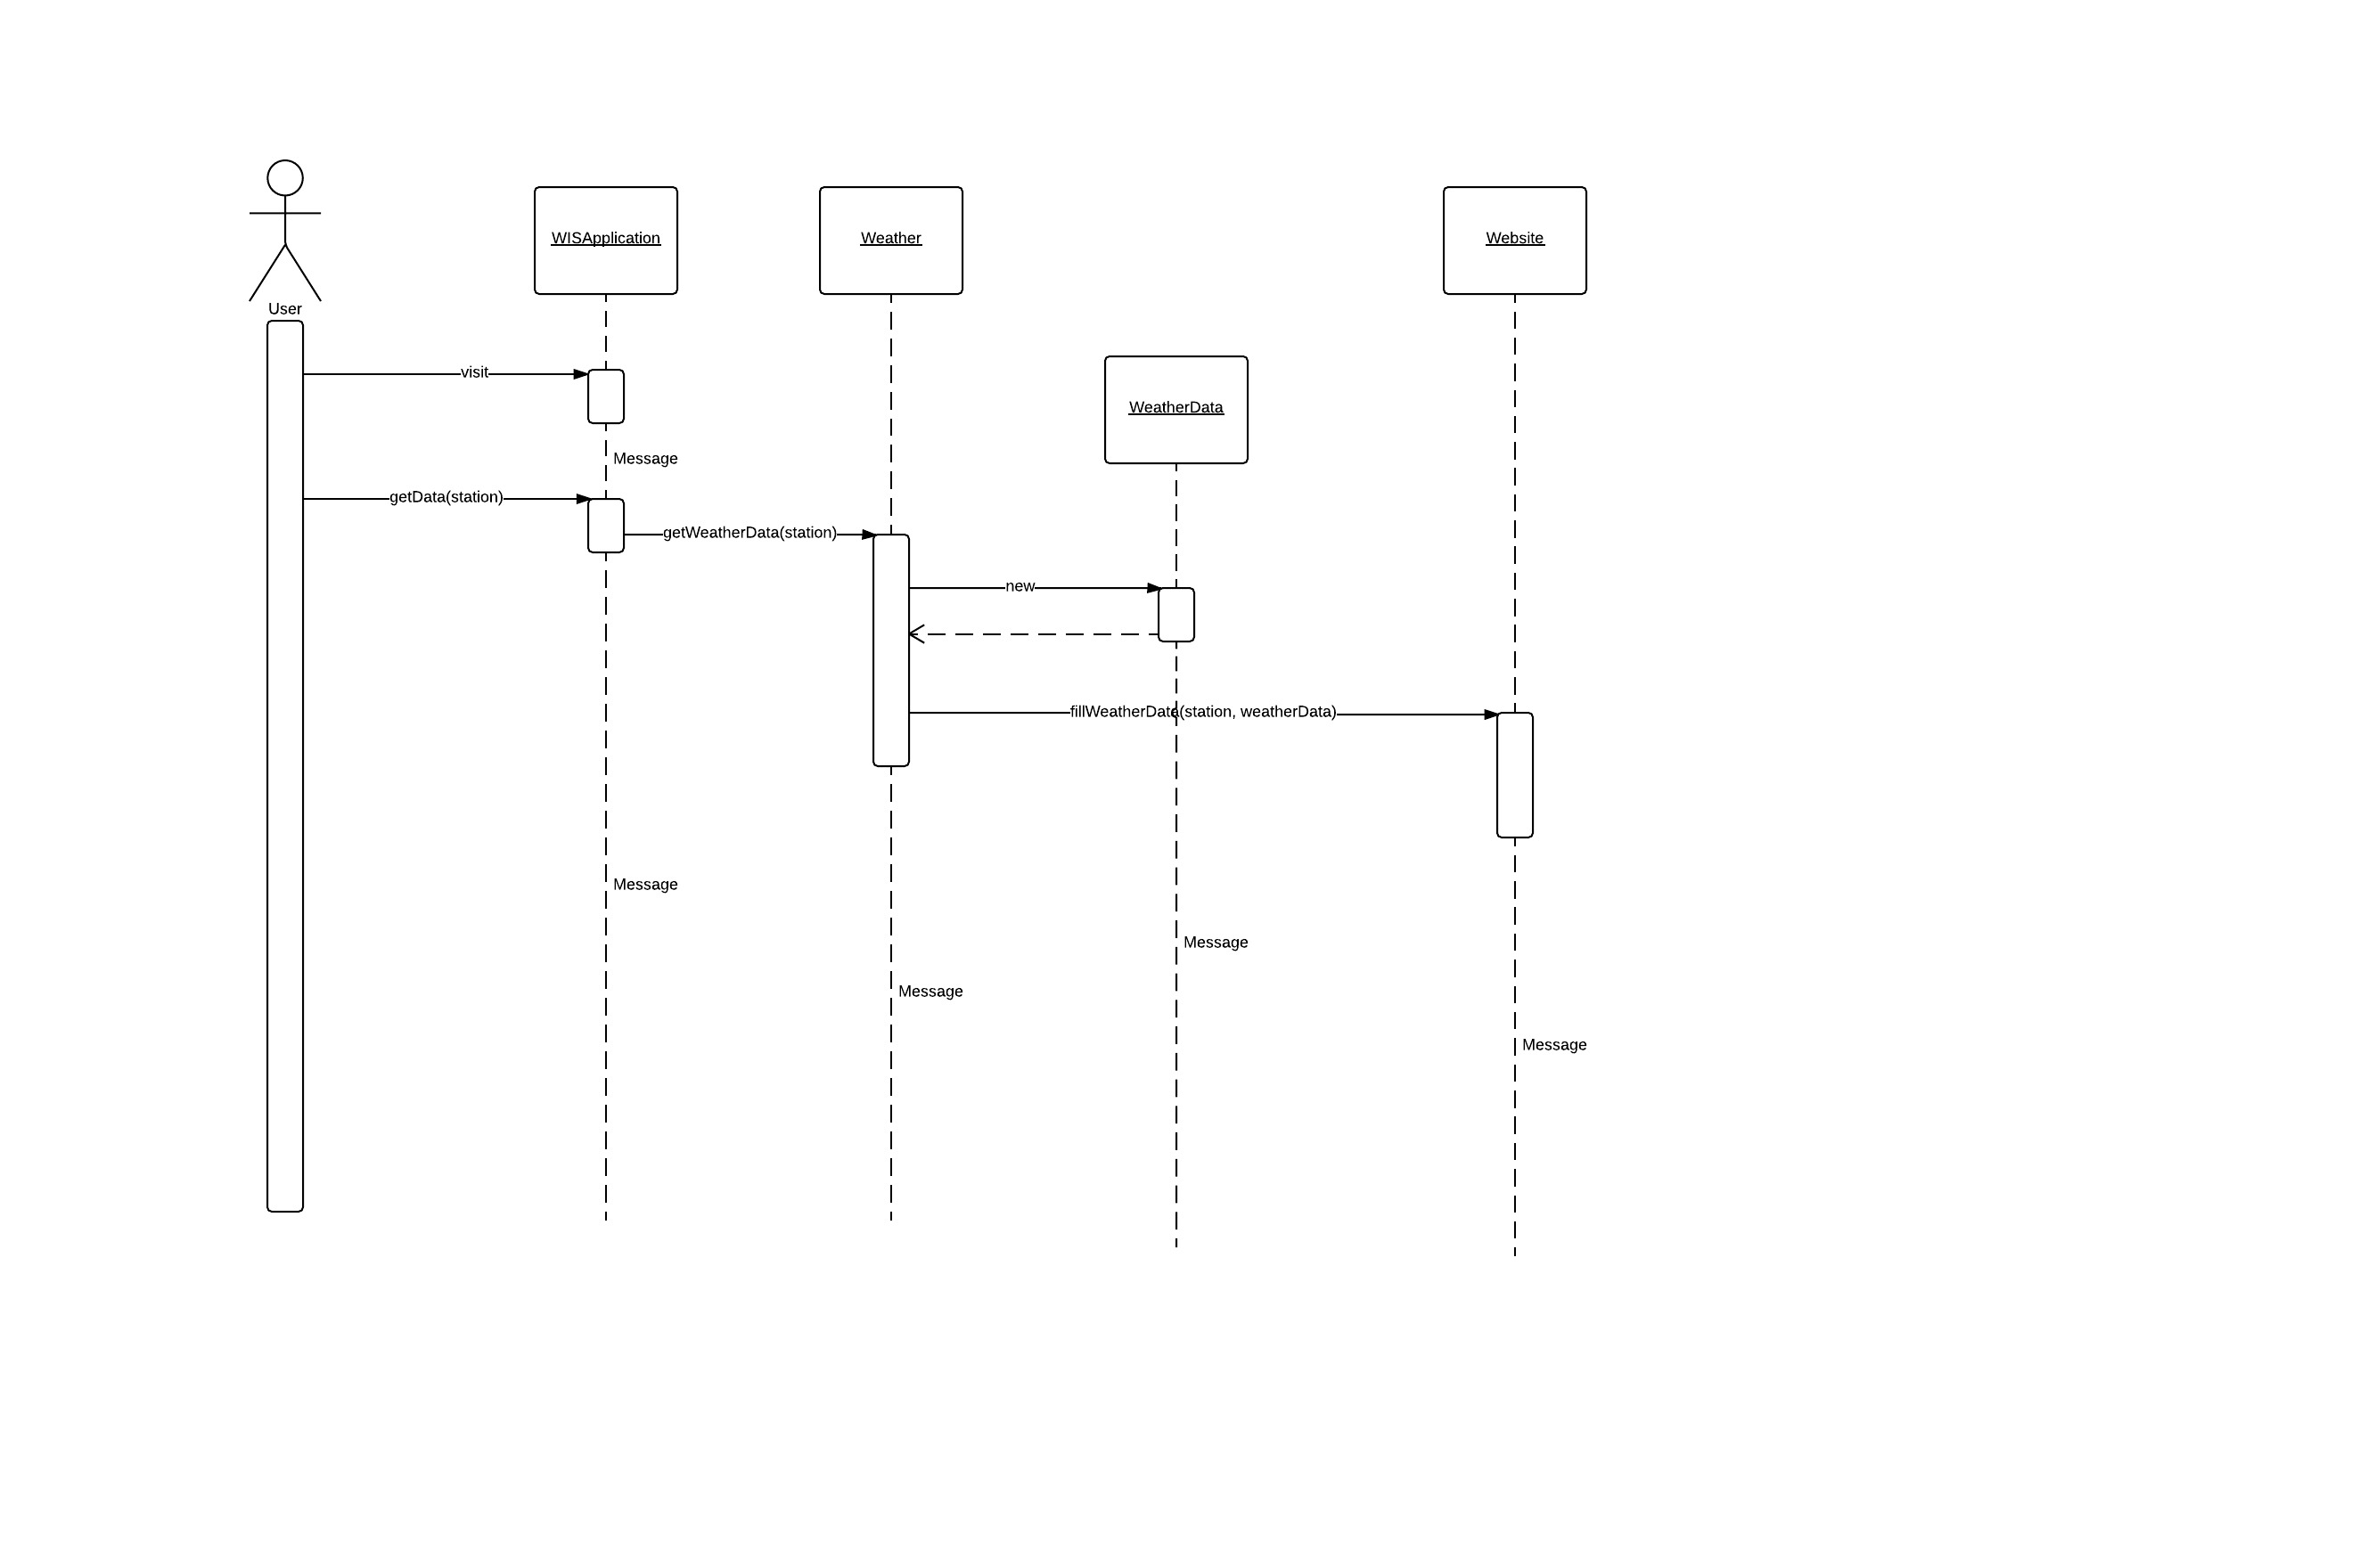 WISApplication
Weather
Website
User
visit
WeatherData
Message
getData(station)
getWeatherData(station)
new
fillWeatherData(station, weatherData)
Message
Message
Message
Message